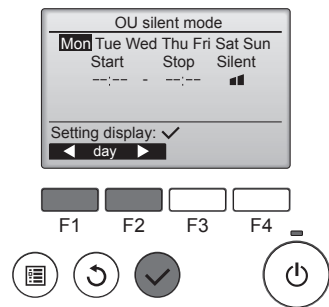 OU silent mode
Mon Tue Wed Thu Fri Sat Sun
Start Stop Silent
--:-- - --:--
Setting display: ✓
◀ day ▶
F1 F2 F3 F4